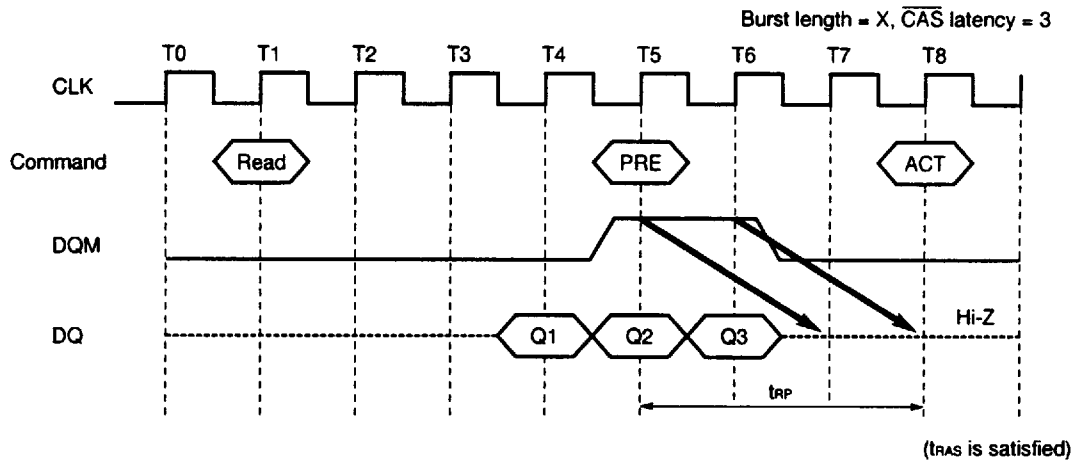 Burst length = X, C̅A̅S̅ latency = 3
T0 T1 T2 T3 T4 T5 T6 T7 T8
CLK
Command Read PRE ACT
DQM
Hi-Z
DQ Q1 Q2 Q3
tRP
(tRAS is satisfied)